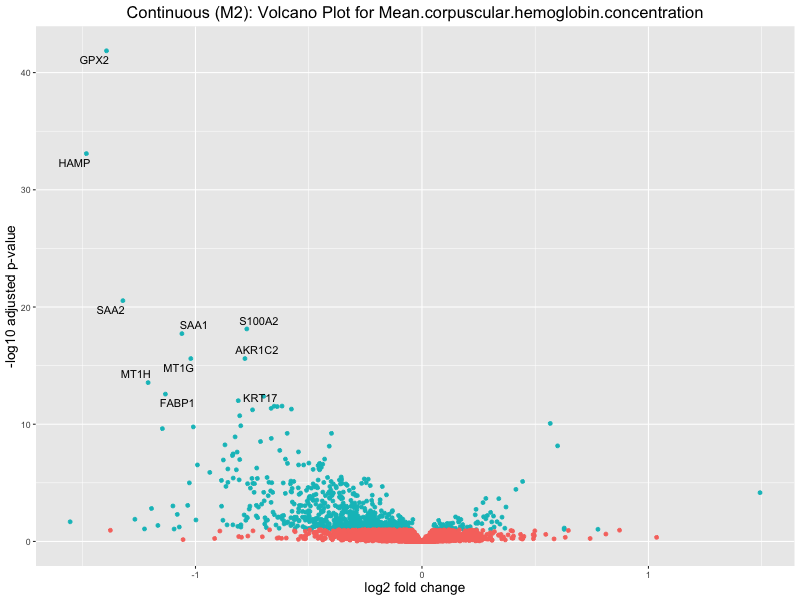 Continuous (M2): Volcano Plot for Mean.corpuscular.hemoglobin.concentration
GPX2
40
HAMP
30
-log10 adjusted p-value
20
SAA2
SAA1
S100A2
AKR1C2
MT1G
MT1H
FABP1
KRT17
10
0
-1
0
1
log2 fold change